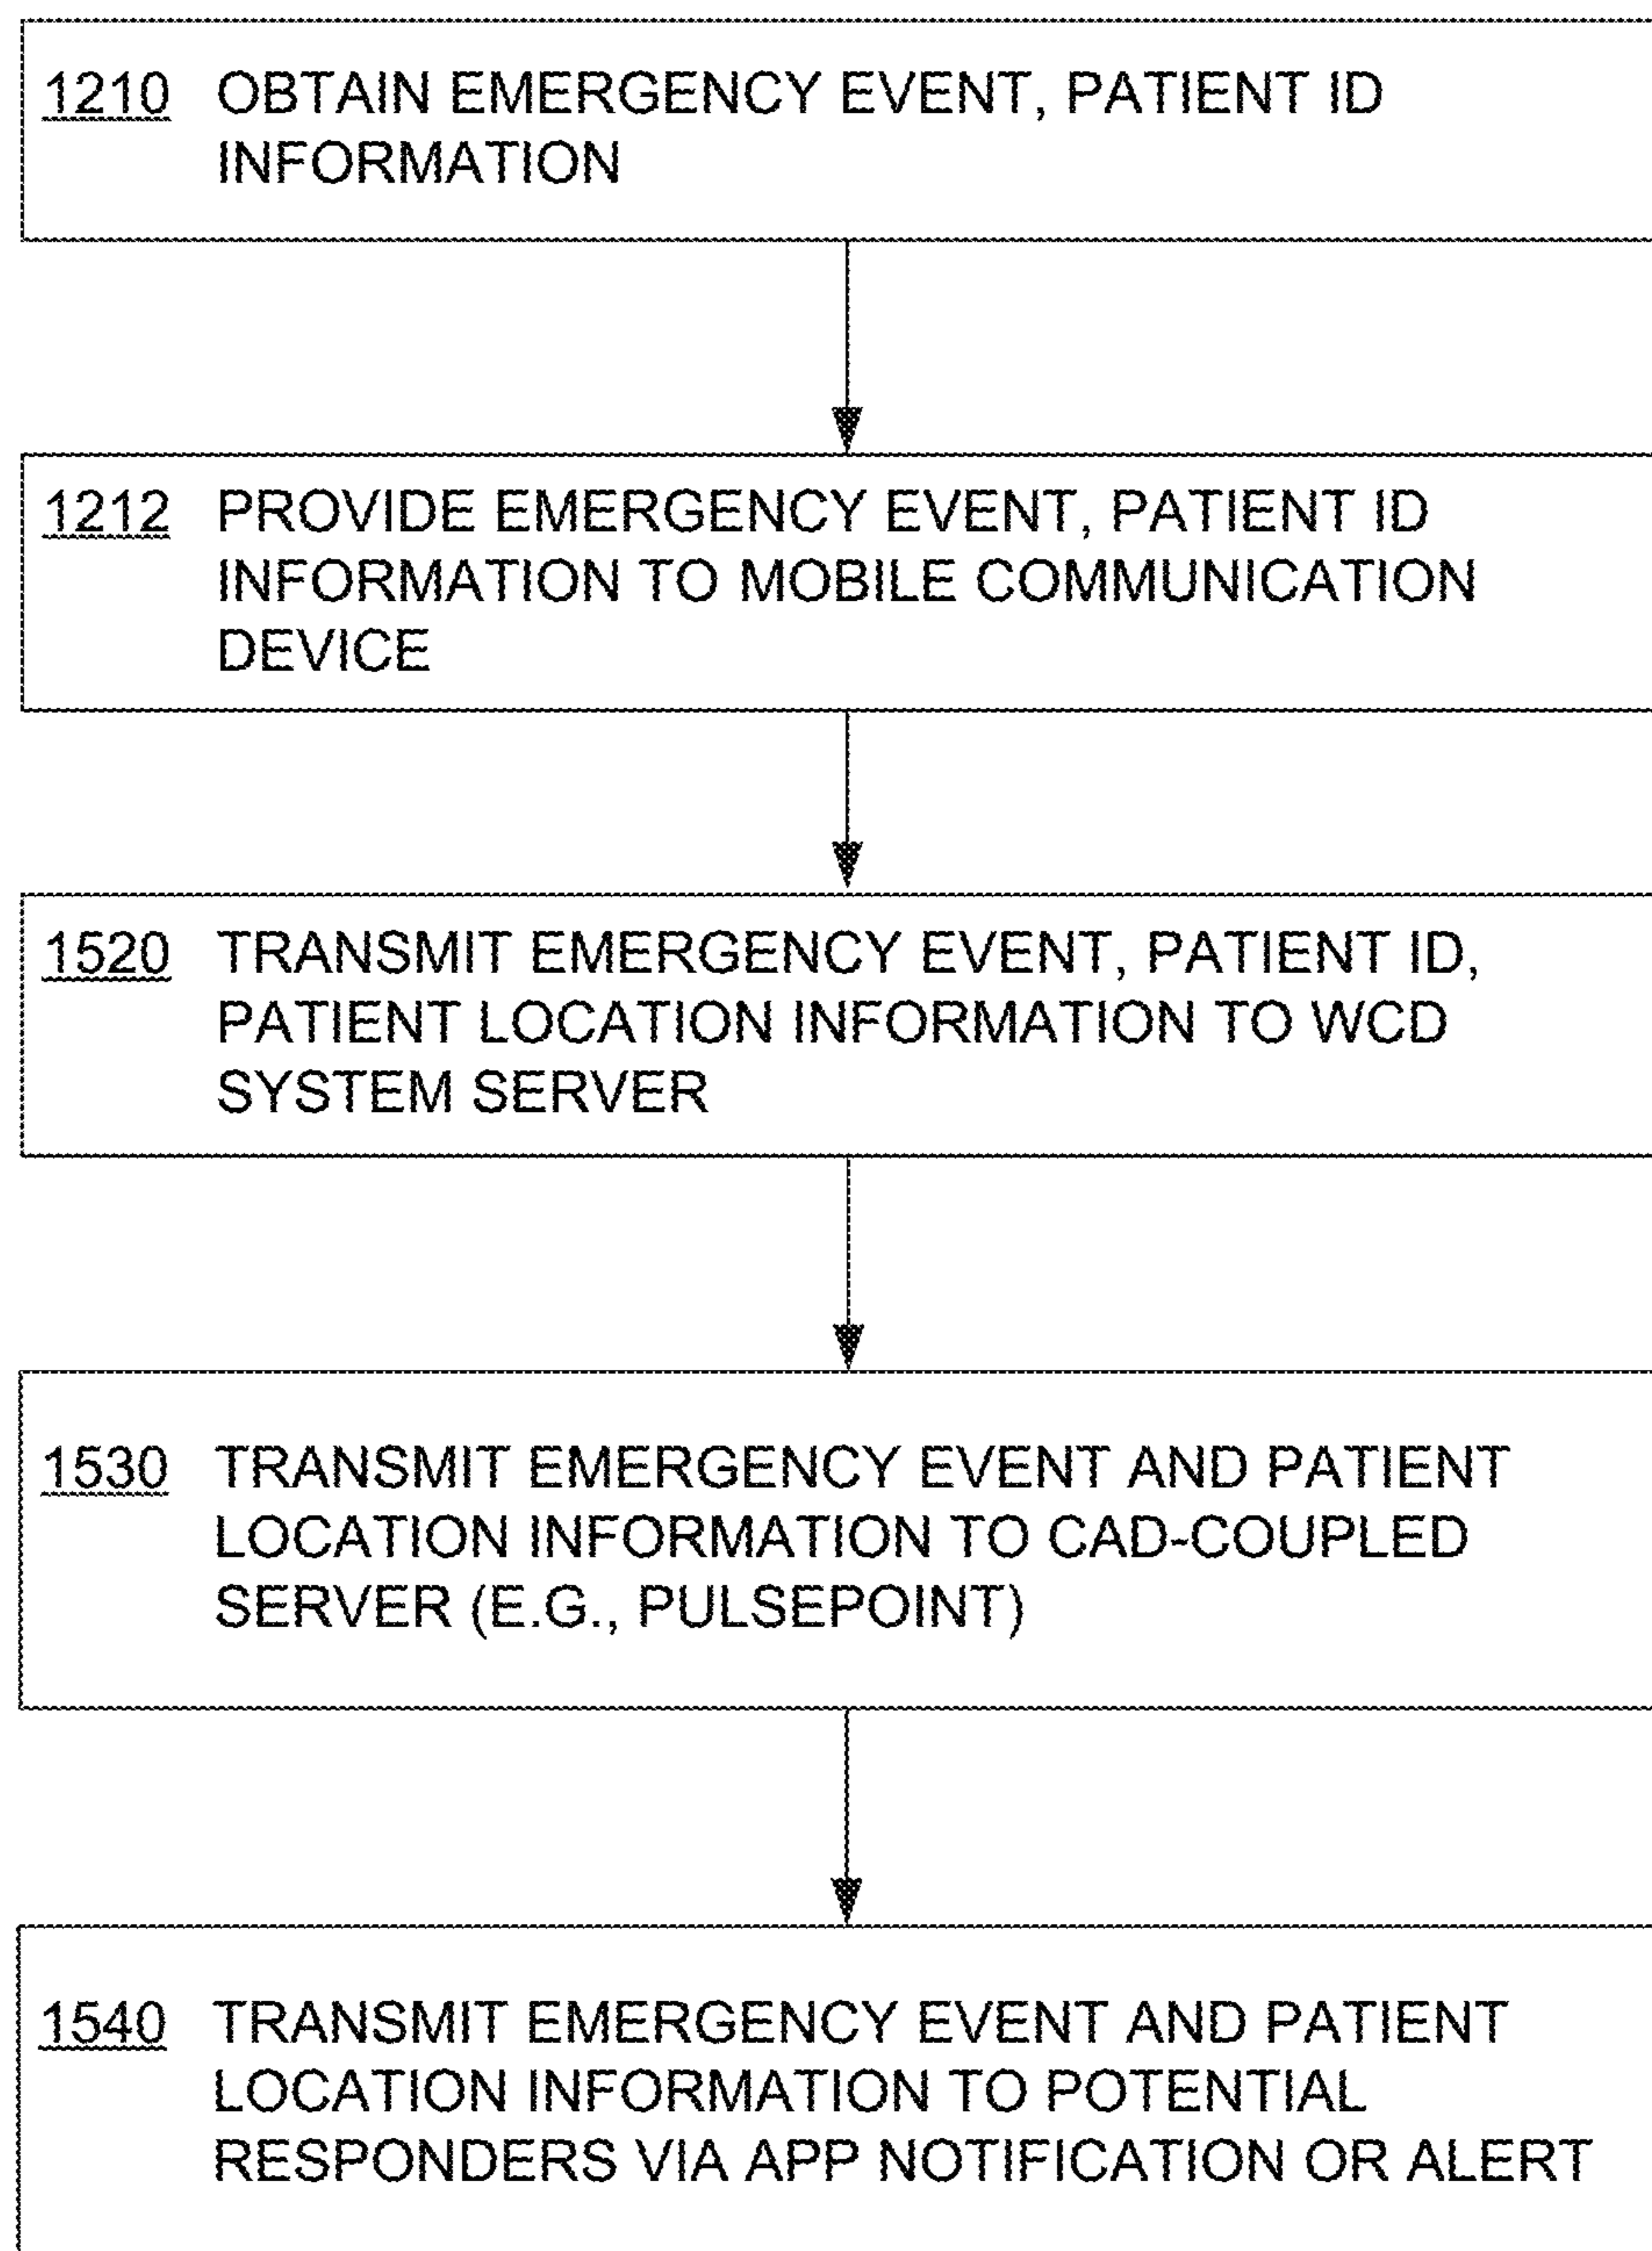 1210 OBTAIN EMERGENCY EVENT, PATIENT ID
INFORMATION
1212 PROVIDE EMERGENCY EVENT, PATIENT ID
INFORMATION TO MOBILE COMMUNICATION
DEVICE
1520 TRANSMIT EMERGENCY EVENT, PATIENT ID,
PATIENT LOCATION INFORMATION TO WCD
SYSTEM SERVER
1530 TRANSMIT EMERGENCY EVENT AND PATIENT
LOCATION INFORMATION TO CAD-COUPLED
SERVER (E.G., PULSEPOINT)
1540 TRANSMIT EMERGENCY EVENT AND PATIENT
LOCATION INFORMATION TO POTENTIAL
RESPONDERS VIA APP NOTIFICATION OR ALERT